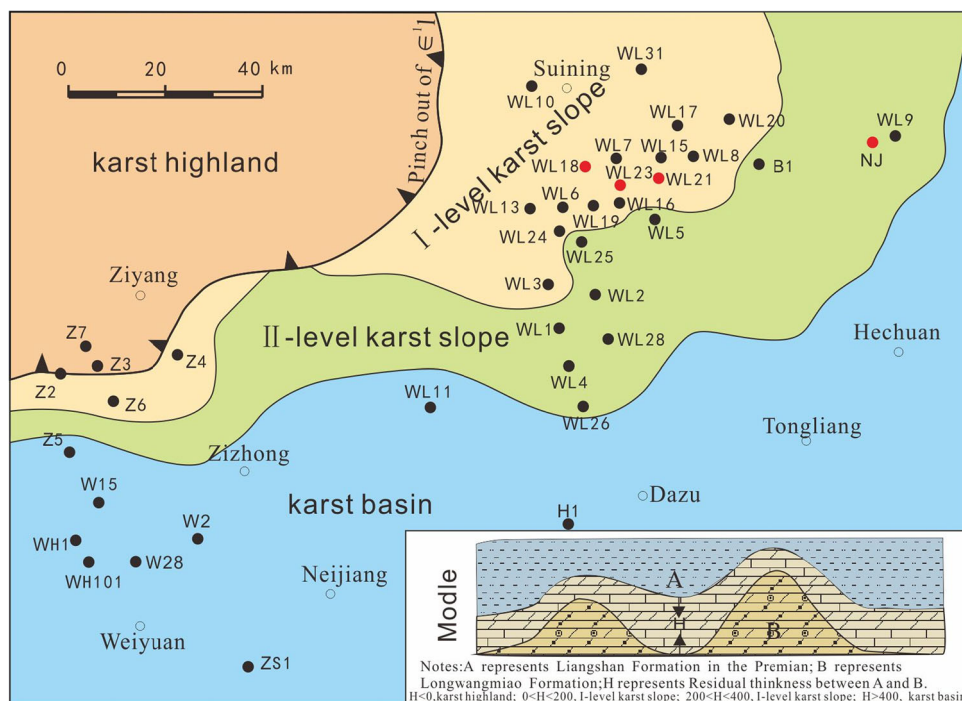 0 20 40 km
Pinch out of ∈¹l
WL31
Suining
WL10
I-level karst slope
WL17
WL20
WL9
karst highland
WL7
WL15
WL8
NJ
WL18
WL23
WL21
B1
WL13
WL6
WL19
WL16
WL24
WL5
WL25
Ziyang
WL3
WL2
II-level karst slope
WL1
WL28
Hechuan
Z7
Z3
Z4
Z2
Z6
WL4
WL11
WL26
Tongliang
Z5
Zizhong
W15
karst basin
Dazu
H1
W2
WH1
WH101
W28
Neijiang
Weiyuan
ZS1
Modle
A
H
B
Notes:A represents Liangshan Formation in the Premian; B represents
Longwangmiao Formation;H represents Residual thinkness between A and B.
H<0,karst highland; 0<H<200, I-level karst slope; 200<H<400, I-level karst slope; H>400, karst basin